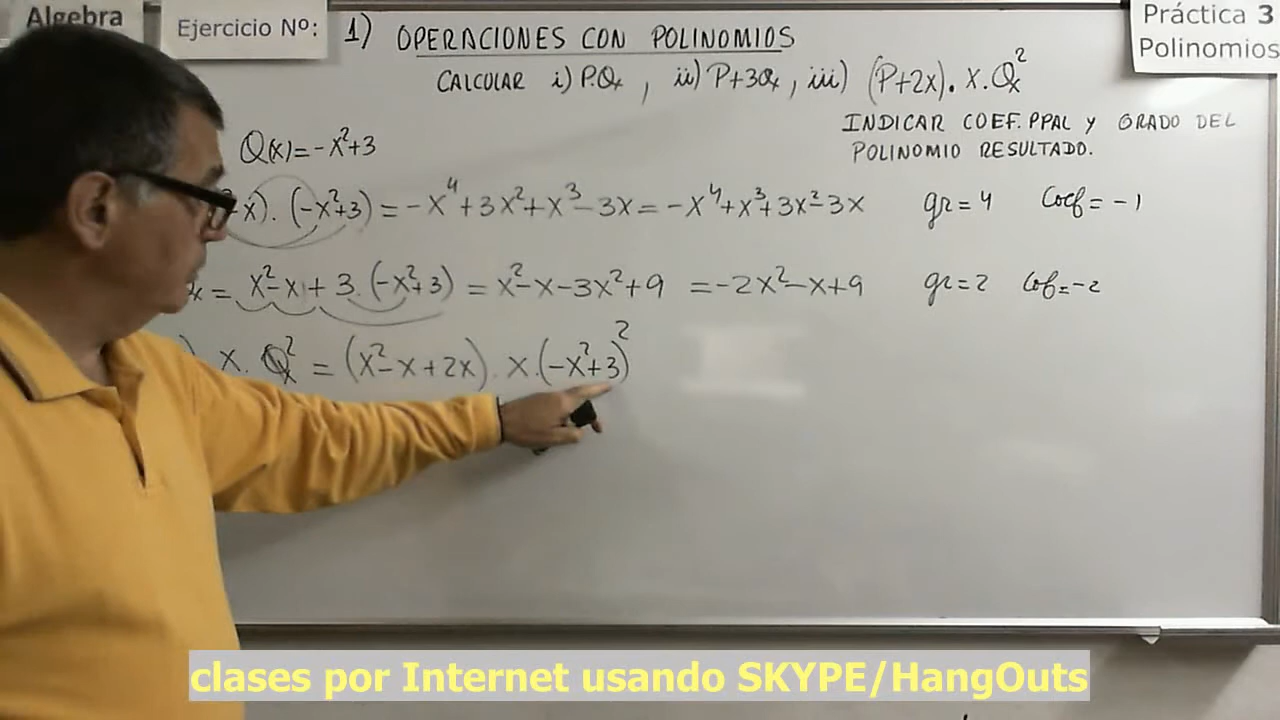 Algebra
Ejercicio Nº:
1) OPERACIONES CON POLINOMIOS
Práctica 3
Polinomios
CALCULAR i) P.Qx , ii) P+3Qx , iii) (P+2x). x.Qx²
INDICAR COEF. PPAL Y GRADO DEL
POLINOMIO RESULTADO.
Q(x)=-x²+3
-x). (-x²+3) = -x⁴+3x²+x³-3x = -x⁴+x³+3x²-3x gr=4 Coef=-1
x = x²-x+3.(-x²+3) = x²-x-3x²+9 =-2x²-x+9 gr=2 Cof=-2
) x. Qx² = (x²-x+2x). x.(-x²+3)²
clases por Internet usando SKYPE/HangOuts